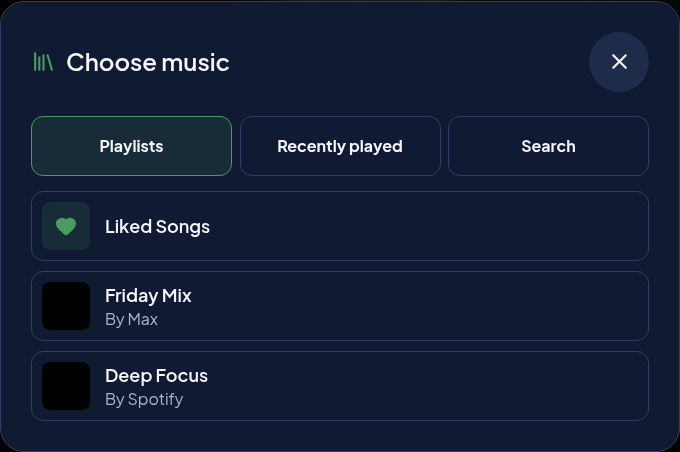 Choose music
Playlists
Recently played
Search
Liked Songs
Friday Mix
By Max
Deep Focus
By Spotify